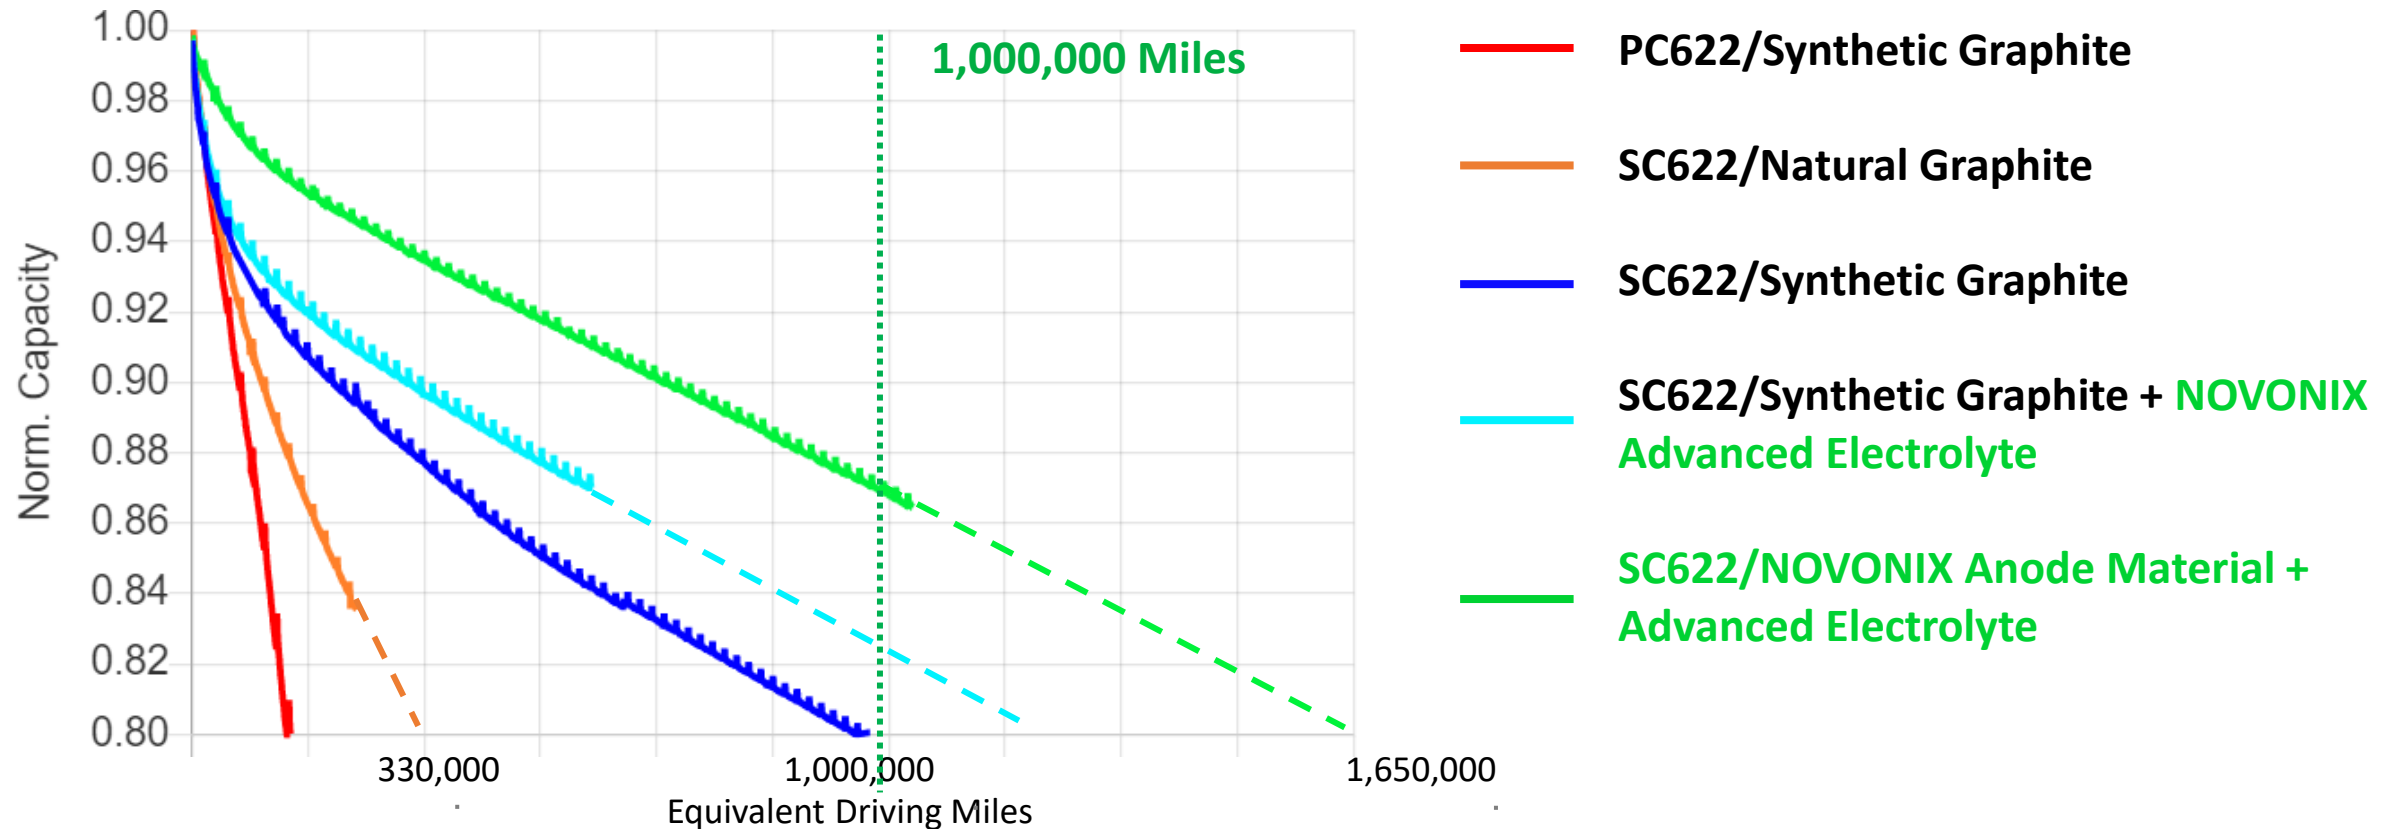 1.00
0.98
0.96
0.94
0.92
0.90
0.88
0.86
0.84
0.82
0.80
Norm. Capacity
1,000,000 Miles
330,000
1,000,000
1,650,000
Equivalent Driving Miles
PC622/Synthetic Graphite
SC622/Natural Graphite
SC622/Synthetic Graphite
SC622/Synthetic Graphite + NOVONIX
Advanced Electrolyte
SC622/NOVONIX Anode Material +
Advanced Electrolyte